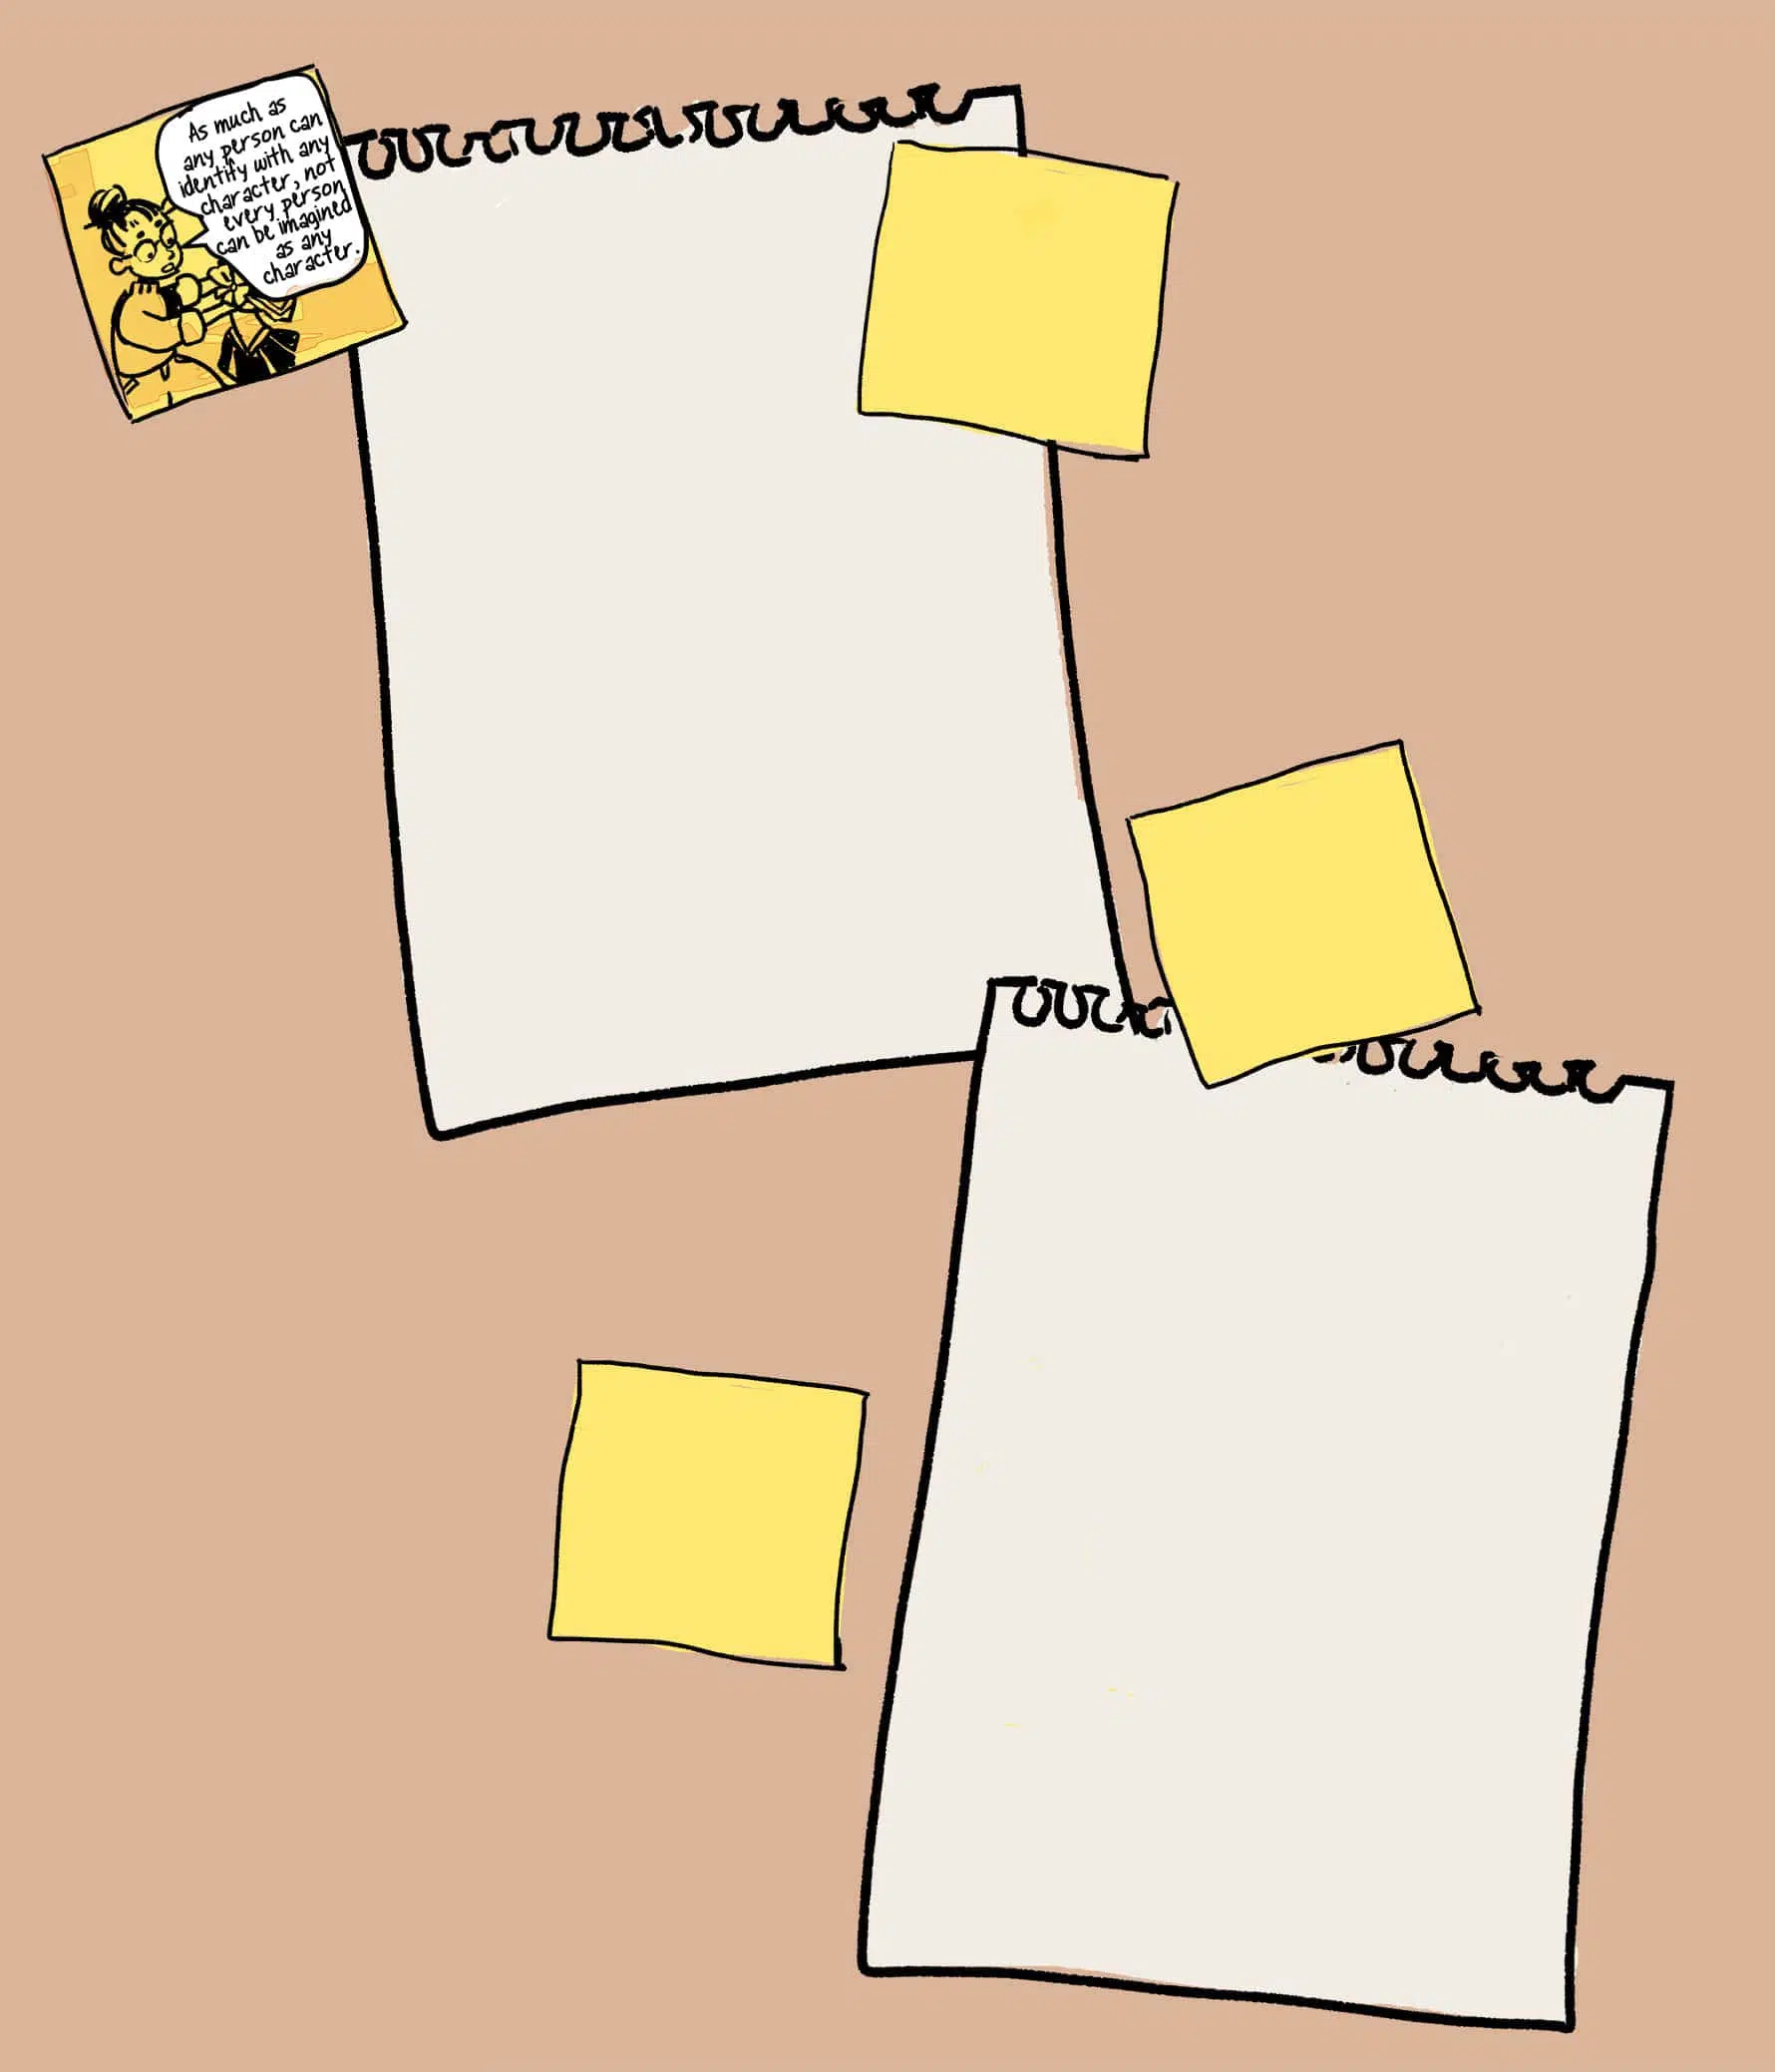 As much as
any person can
identify with any
character, not
every person
can be imagined
as any
character.